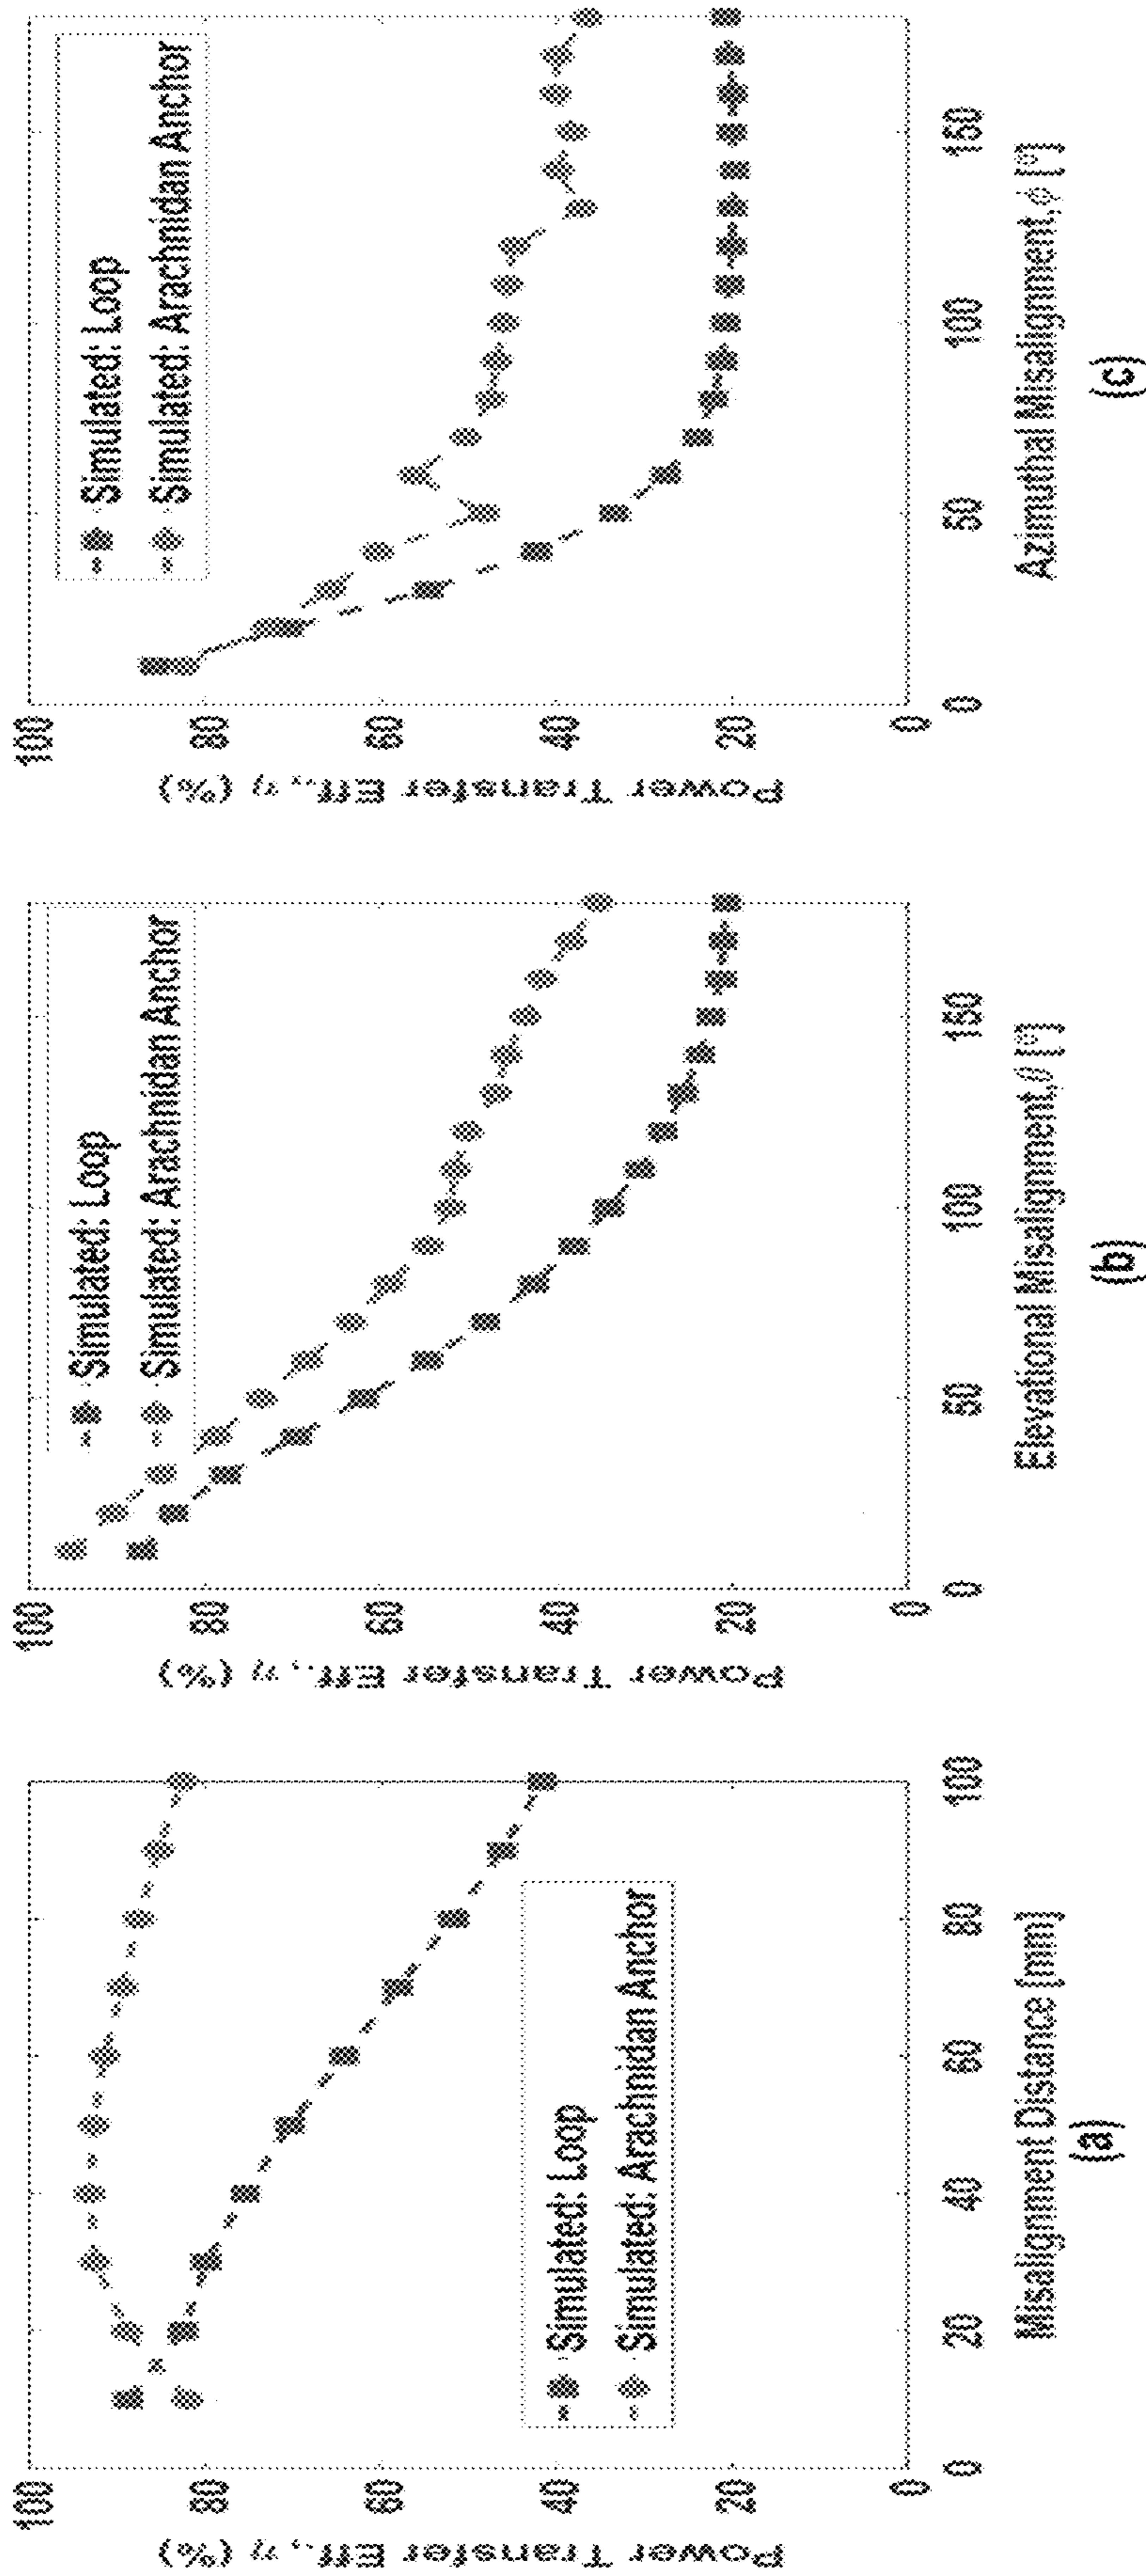 Power Transfer Eff., η (%)
100
80
60
40
20
0
0
20
40
60
80
100
Simulated: Loop
Simulated: Arachnidan Anchor
Misalignment Distance [mm]
(a)
Power Transfer Eff., η (%)
100
80
60
40
20
0
0
50
100
150
Simulated: Loop
Simulated: Arachnidan Anchor
Elevational Misalignment, θ [°]
(b)
Power Transfer Eff., η (%)
100
80
60
40
20
0
0
50
100
150
Simulated: Loop
Simulated: Arachnidan Anchor
Azimuthal Misalignment, ϕ [°]
(c)